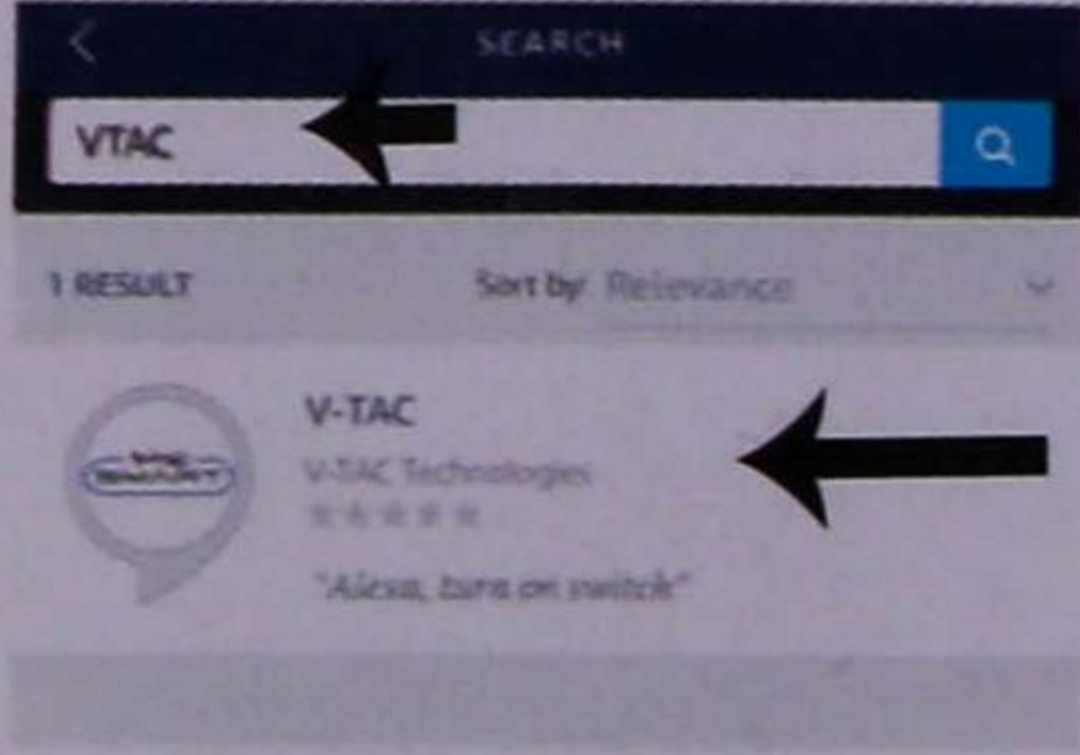 SEARCH
VTAC
1 RESULT Sort by Relevance
V-TAC
V-TAC Technologies
"Alexa, turn on switch"